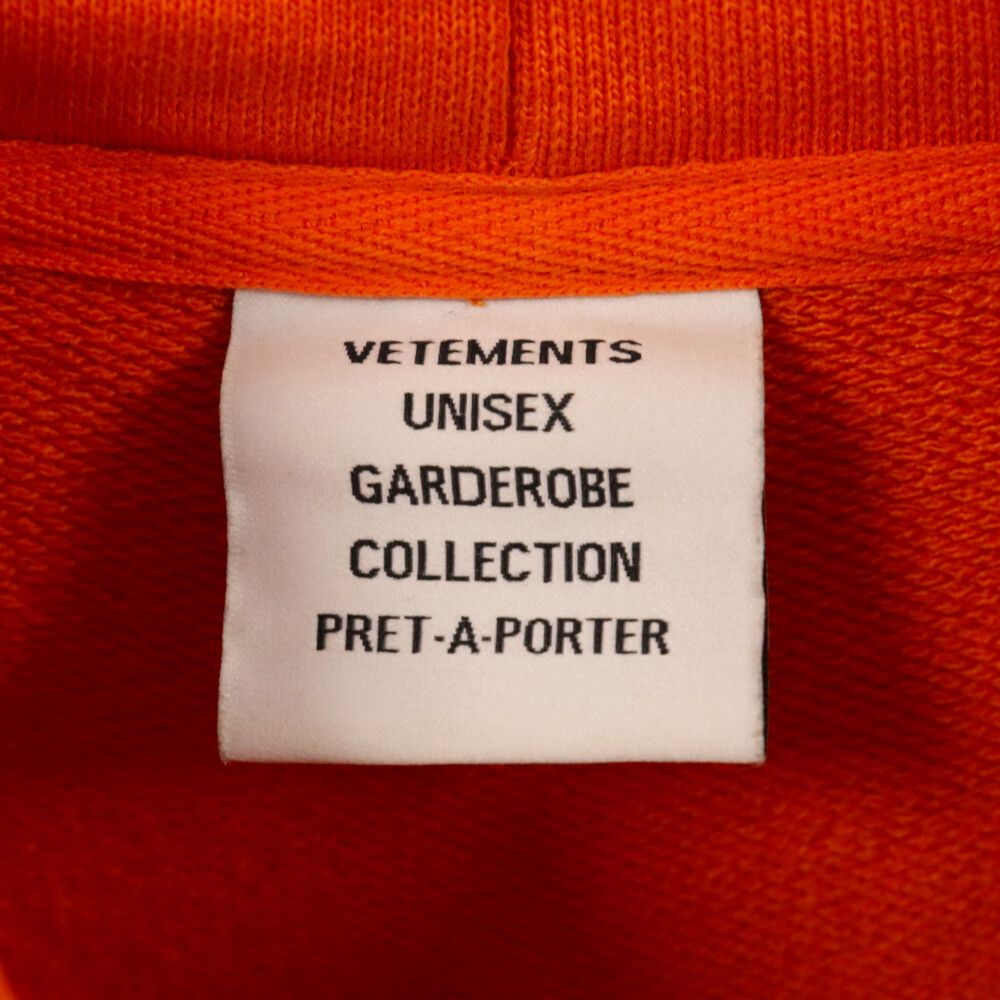 VETEMENTS
UNISEX
GARDEROBE
COLLECTION
PRET-A-PORTER